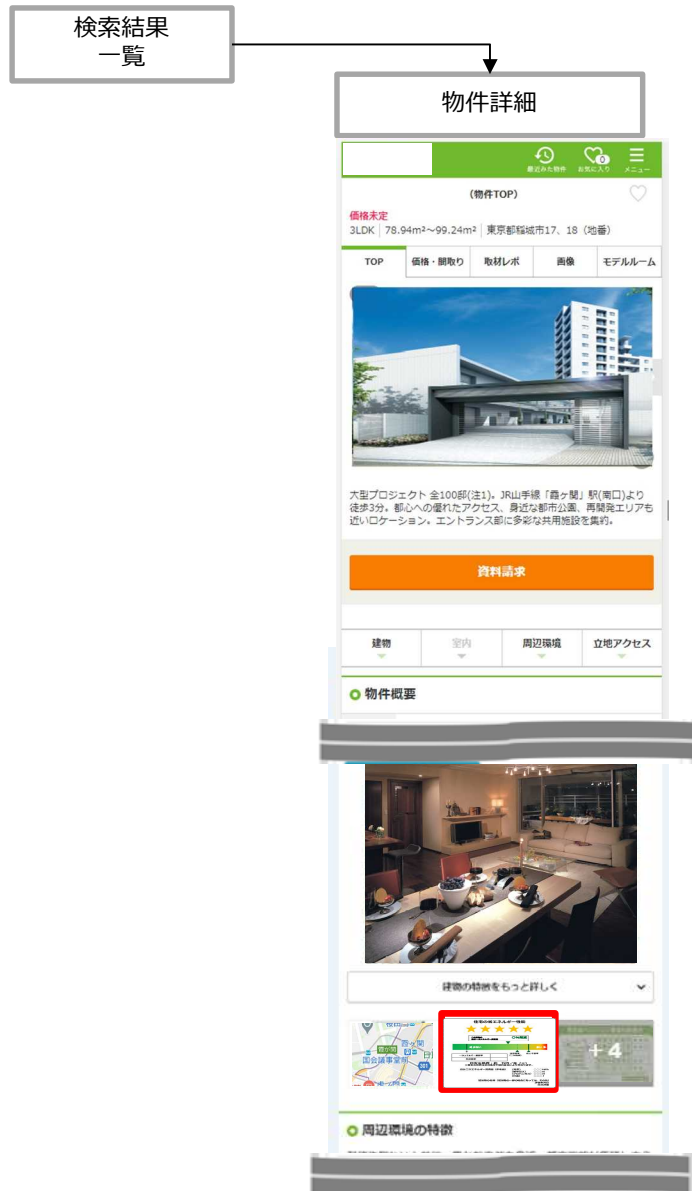 検索結果
一覧
物件詳細
最近みた物件
お気に入り
0
メニュー
(物件TOP)
価格未定
3LDK│78.94m²～99.24m²│東京都稲城市17、18（地番）
TOP
価格・間取り
取材レポ
画像
モデルルーム
大型プロジェクト 全100邸(注1)。JR山手線「霞ヶ関」駅(南口)より
徒歩3分。都心への優れたアクセス、身近な都市公園、再開発エリアも
近いロケーション。エントランス部に多彩な共用施設を集約。
資料請求
建物
室内
周辺環境
立地アクセス
物件概要
建物の特徴をもっと詳しく
霞ヶ関
国会議事堂前
+4
周辺環境の特徴